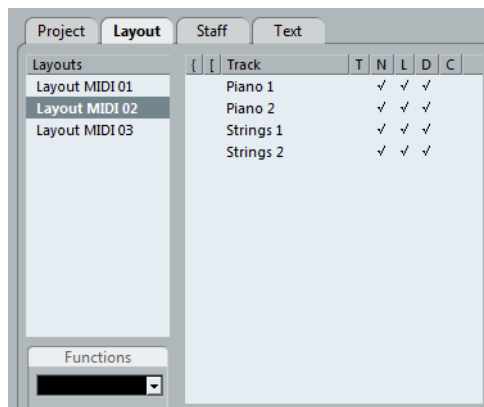 Project Layout Staff Text
Layouts { [ Track T N L D C
Layout MIDI 01 Piano 1 √ √ √
Layout MIDI 02 Piano 2 √ √ √
Layout MIDI 03 Strings 1 √ √ √
Strings 2 √ √ √
Functions